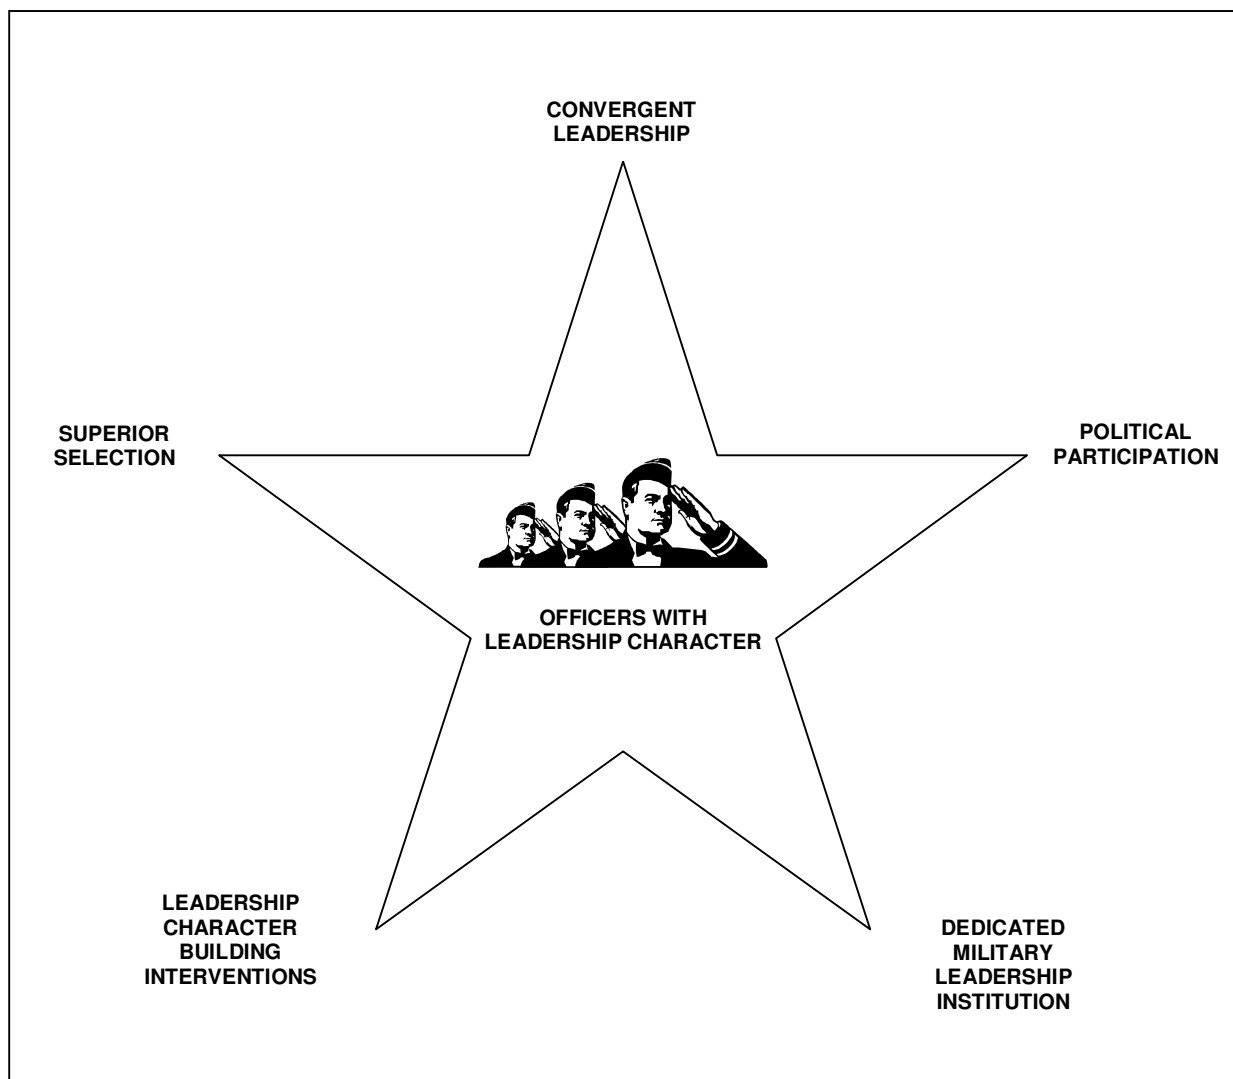 CONVERGENT
LEADERSHIP
SUPERIOR
SELECTION
POLITICAL
PARTICIPATION
OFFICERS WITH
LEADERSHIP CHARACTER
LEADERSHIP
CHARACTER
BUILDING
INTERVENTIONS
DEDICATED
MILITARY
LEADERSHIP
INSTITUTION